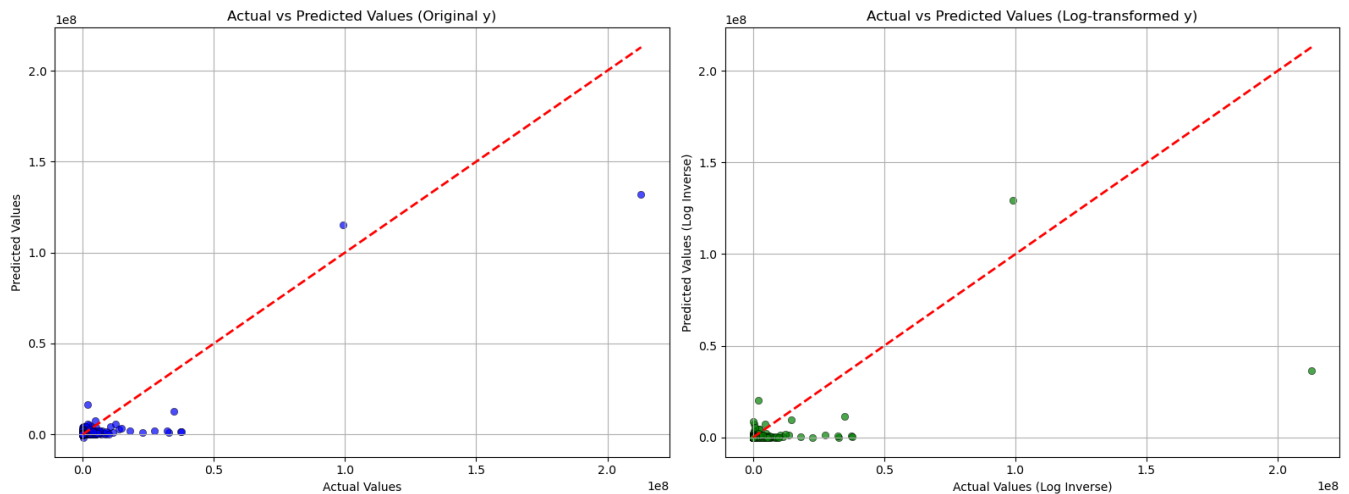 Actual vs Predicted Values (Original y)
1e8
2.0
1.5
1.0
0.5
0.0
Predicted Values
0.0 0.5 1.0 1.5 2.0
1e8
Actual Values
Actual vs Predicted Values (Log-transformed y)
1e8
2.0
1.5
1.0
0.5
0.0
Predicted Values (Log Inverse)
0.0 0.5 1.0 1.5 2.0
1e8
Actual Values (Log Inverse)